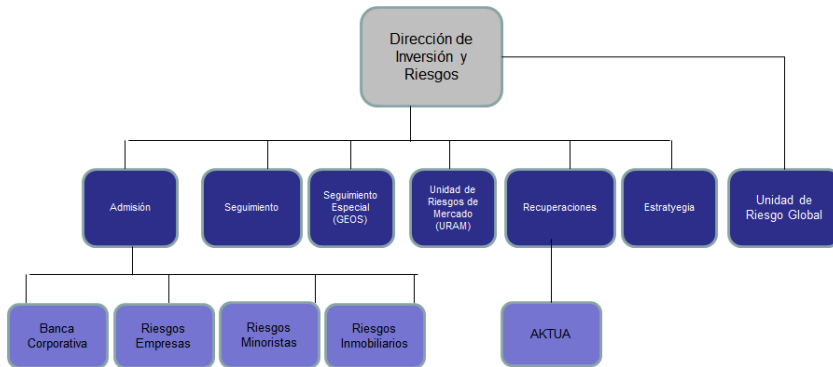 Dirección de
Inversión y
Riesgos
Admisión
Seguimiento
Seguimiento
Especial
(GEOS)
Unidad de
Riesgos de
Mercado
(URAM)
Recuperaciones
Estratyegia
Unidad de
Riesgo Global
Banca
Corporativa
Riesgos
Empresas
Riesgos
Minoristas
Riesgos
Inmobiliarios
AKTUA